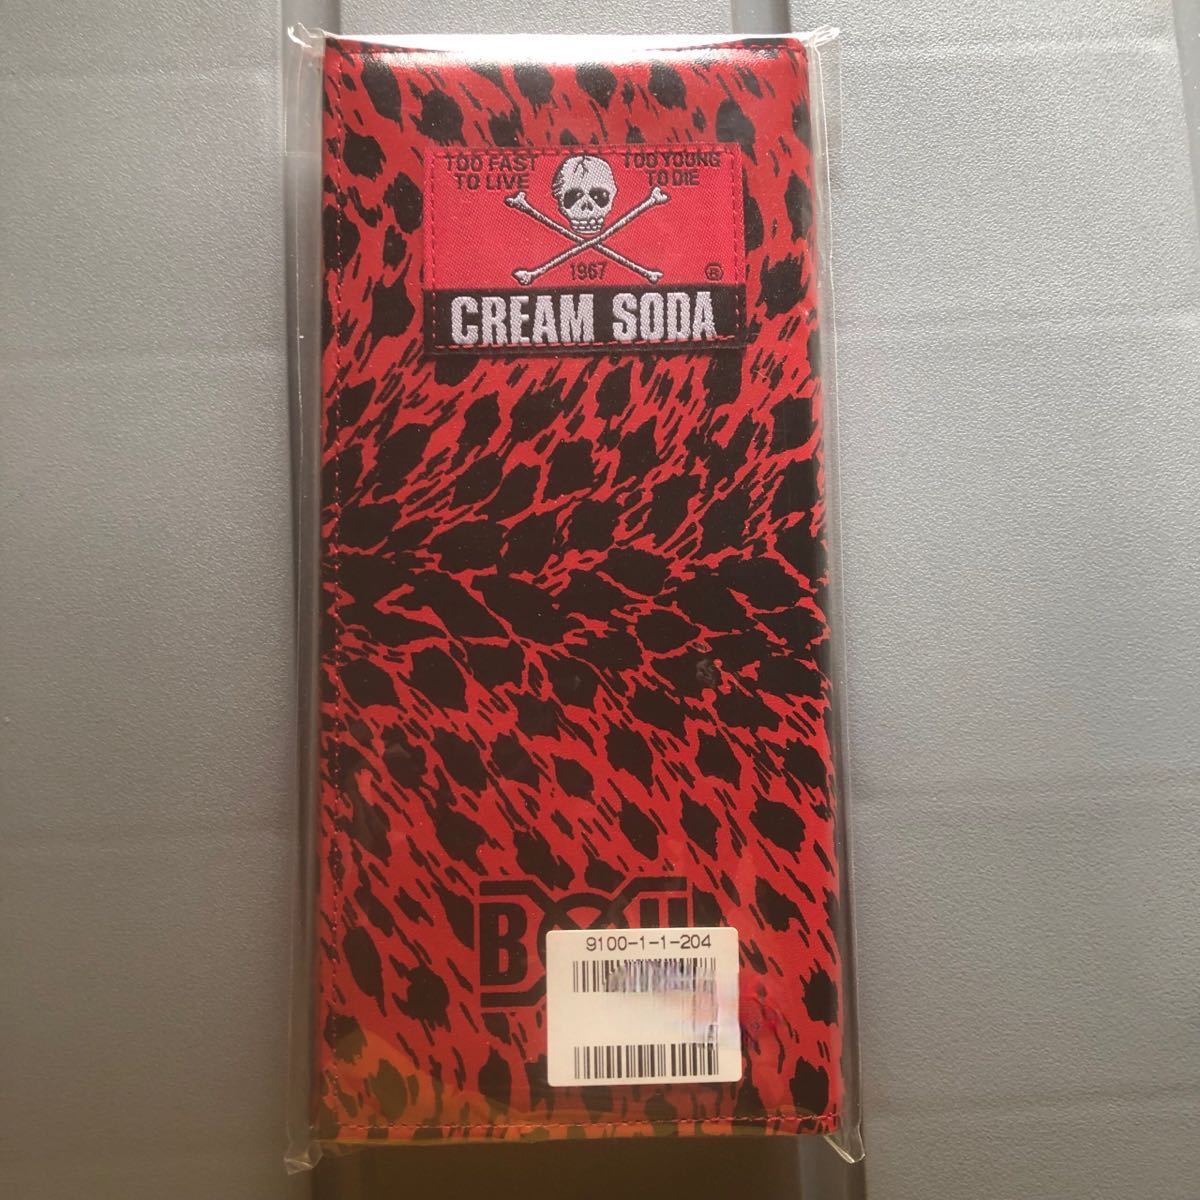 TOO FAST
TO LIVE
TOO YOUNG
TO DIE
1967
®
CREAM SODA
9100-1-1-204